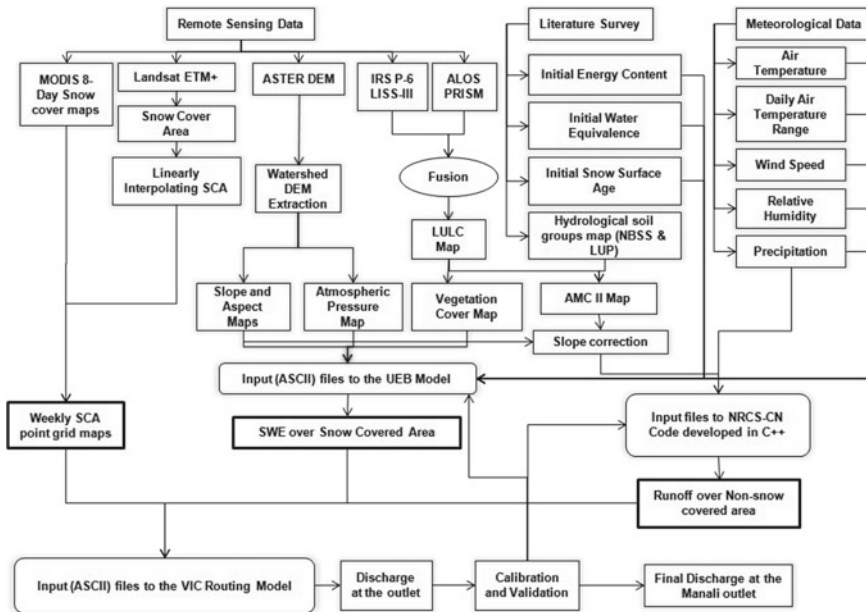 Remote Sensing Data
Literature Survey
Meteorological Data
MODIS 8-
Day Snow
cover maps
Landsat ETM+
ASTER DEM
IRS P-6
LISS-III
ALOS
PRISM
Initial Energy Content
Air
Temperature
Snow Cover
Area
Initial Water
Equivalence
Daily Air
Temperature
Range
Linearly
Interpolating SCA
Watershed
DEM
Extraction
Fusion
Initial Snow Surface
Age
Wind Speed
Relative
Humidity
LULC
Map
Hydrological soil
groups map (NBSS &
LUP)
Precipitation
Slope and
Aspect
Maps
Atmospheric
Pressure
Map
Vegetation
Cover Map
AMC II Map
Slope correction
Input (ASCII) files to the UEB Model
Weekly SCA
point grid maps
SWE over Snow Covered Area
Input files to NRCS-CN
Code developed in C++
Runoff over Non-snow
covered area
Input (ASCII) files to the VIC Routing Model
Discharge
at the outlet
Calibration
and Validation
Final Discharge at the
Manali outlet